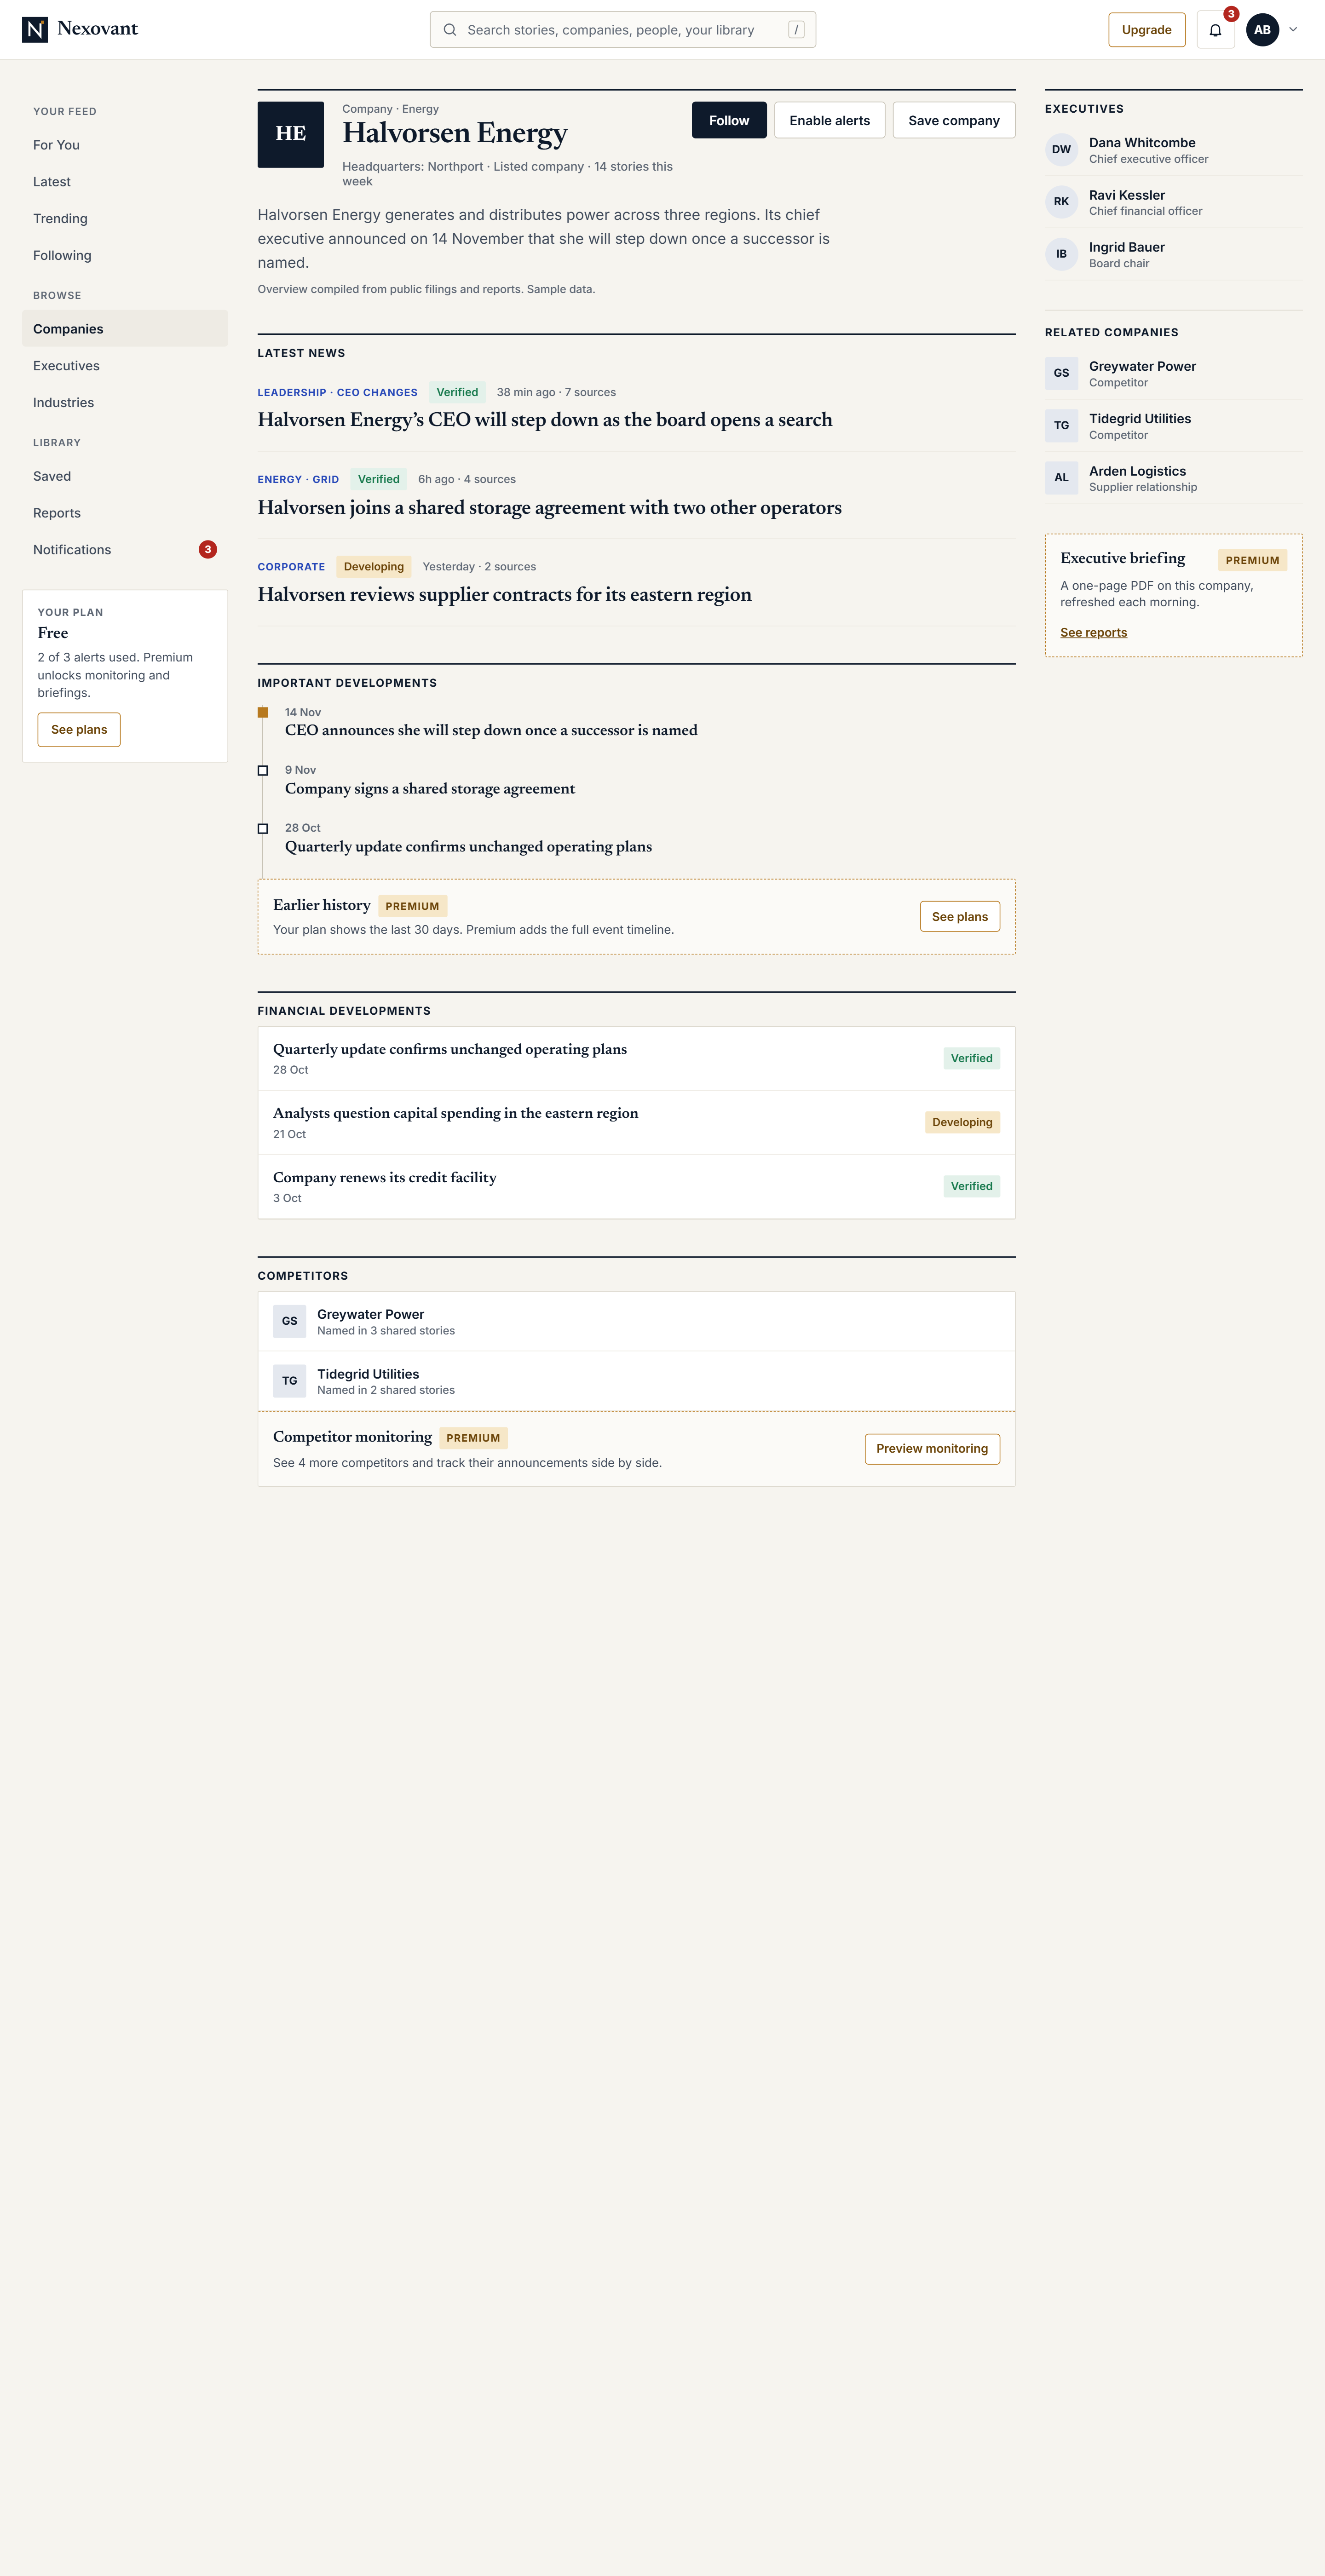 N Nexovant
Search stories, companies, people, your library /
Upgrade
3
AB
YOUR FEED
For You
Latest
Trending
Following
BROWSE
Companies
Executives
Industries
LIBRARY
Saved
Reports
Notifications 3
YOUR PLAN
Free
2 of 3 alerts used. Premium
unlocks monitoring and
briefings.
See plans
HE
Company · Energy
Halvorsen Energy
Headquarters: Northport · Listed company · 14 stories this
week
Follow
Enable alerts
Save company
Halvorsen Energy generates and distributes power across three regions. Its chief
executive announced on 14 November that she will step down once a successor is
named.
Overview compiled from public filings and reports. Sample data.
LATEST NEWS
LEADERSHIP · CEO CHANGES Verified 38 min ago · 7 sources
Halvorsen Energy’s CEO will step down as the board opens a search
ENERGY · GRID Verified 6h ago · 4 sources
Halvorsen joins a shared storage agreement with two other operators
CORPORATE Developing Yesterday · 2 sources
Halvorsen reviews supplier contracts for its eastern region
IMPORTANT DEVELOPMENTS
14 Nov
CEO announces she will step down once a successor is named
9 Nov
Company signs a shared storage agreement
28 Oct
Quarterly update confirms unchanged operating plans
Earlier history PREMIUM
Your plan shows the last 30 days. Premium adds the full event timeline.
See plans
FINANCIAL DEVELOPMENTS
Quarterly update confirms unchanged operating plans
28 Oct
Verified
Analysts question capital spending in the eastern region
21 Oct
Developing
Company renews its credit facility
3 Oct
Verified
COMPETITORS
GS
Greywater Power
Named in 3 shared stories
TG
Tidegrid Utilities
Named in 2 shared stories
Competitor monitoring PREMIUM
See 4 more competitors and track their announcements side by side.
Preview monitoring
EXECUTIVES
DW
Dana Whitcombe
Chief executive officer
RK
Ravi Kessler
Chief financial officer
IB
Ingrid Bauer
Board chair
RELATED COMPANIES
GS
Greywater Power
Competitor
TG
Tidegrid Utilities
Competitor
AL
Arden Logistics
Supplier relationship
Executive briefing PREMIUM
A one-page PDF on this company,
refreshed each morning.
See reports